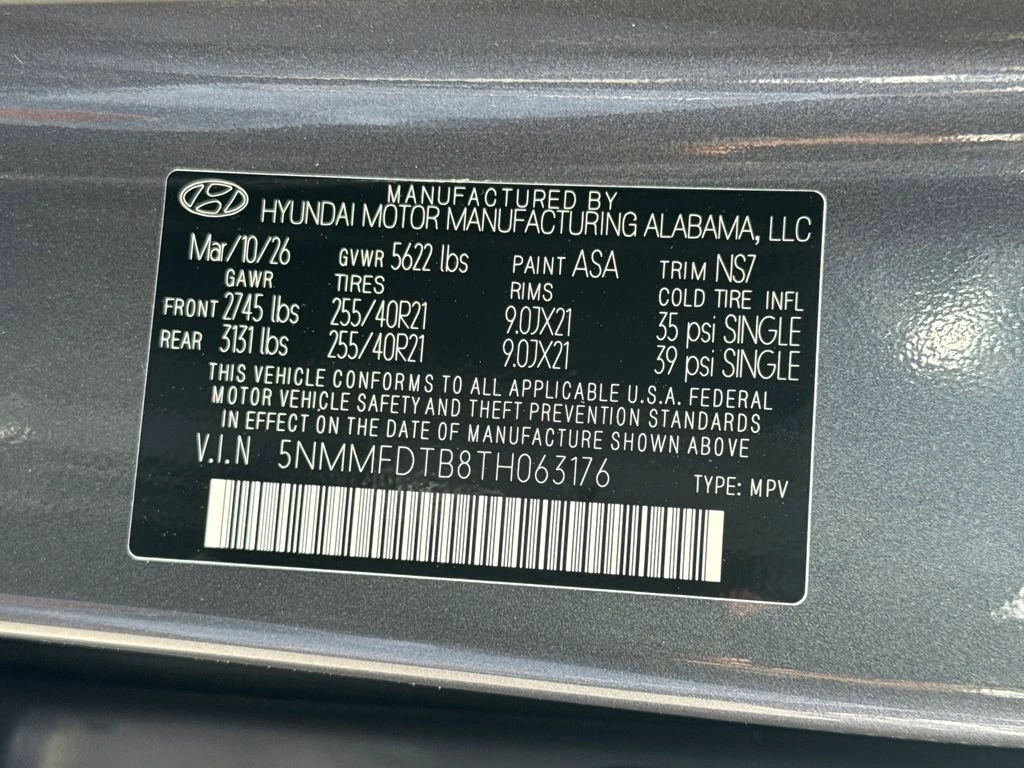 MANUFACTURED BY
HYUNDAI MOTOR MANUFACTURING ALABAMA, LLC
Mar/10/26 GVWR 5622 lbs PAINT ASA TRIM NS7
GAWR TIRES RIMS COLD TIRE INFL
FRONT 2745 lbs 255/40R21 9.0JX21 35 psi SINGLE
REAR 3131 lbs 255/40R21 9.0JX21 39 psi SINGLE
THIS VEHICLE CONFORMS TO ALL APPLICABLE U.S.A. FEDERAL
MOTOR VEHICLE SAFETY AND THEFT PREVENTION STANDARDS
IN EFFECT ON THE DATE OF MANUFACTURE SHOWN ABOVE
V.I.N 5NMMFDTB8TH063176 TYPE: MPV